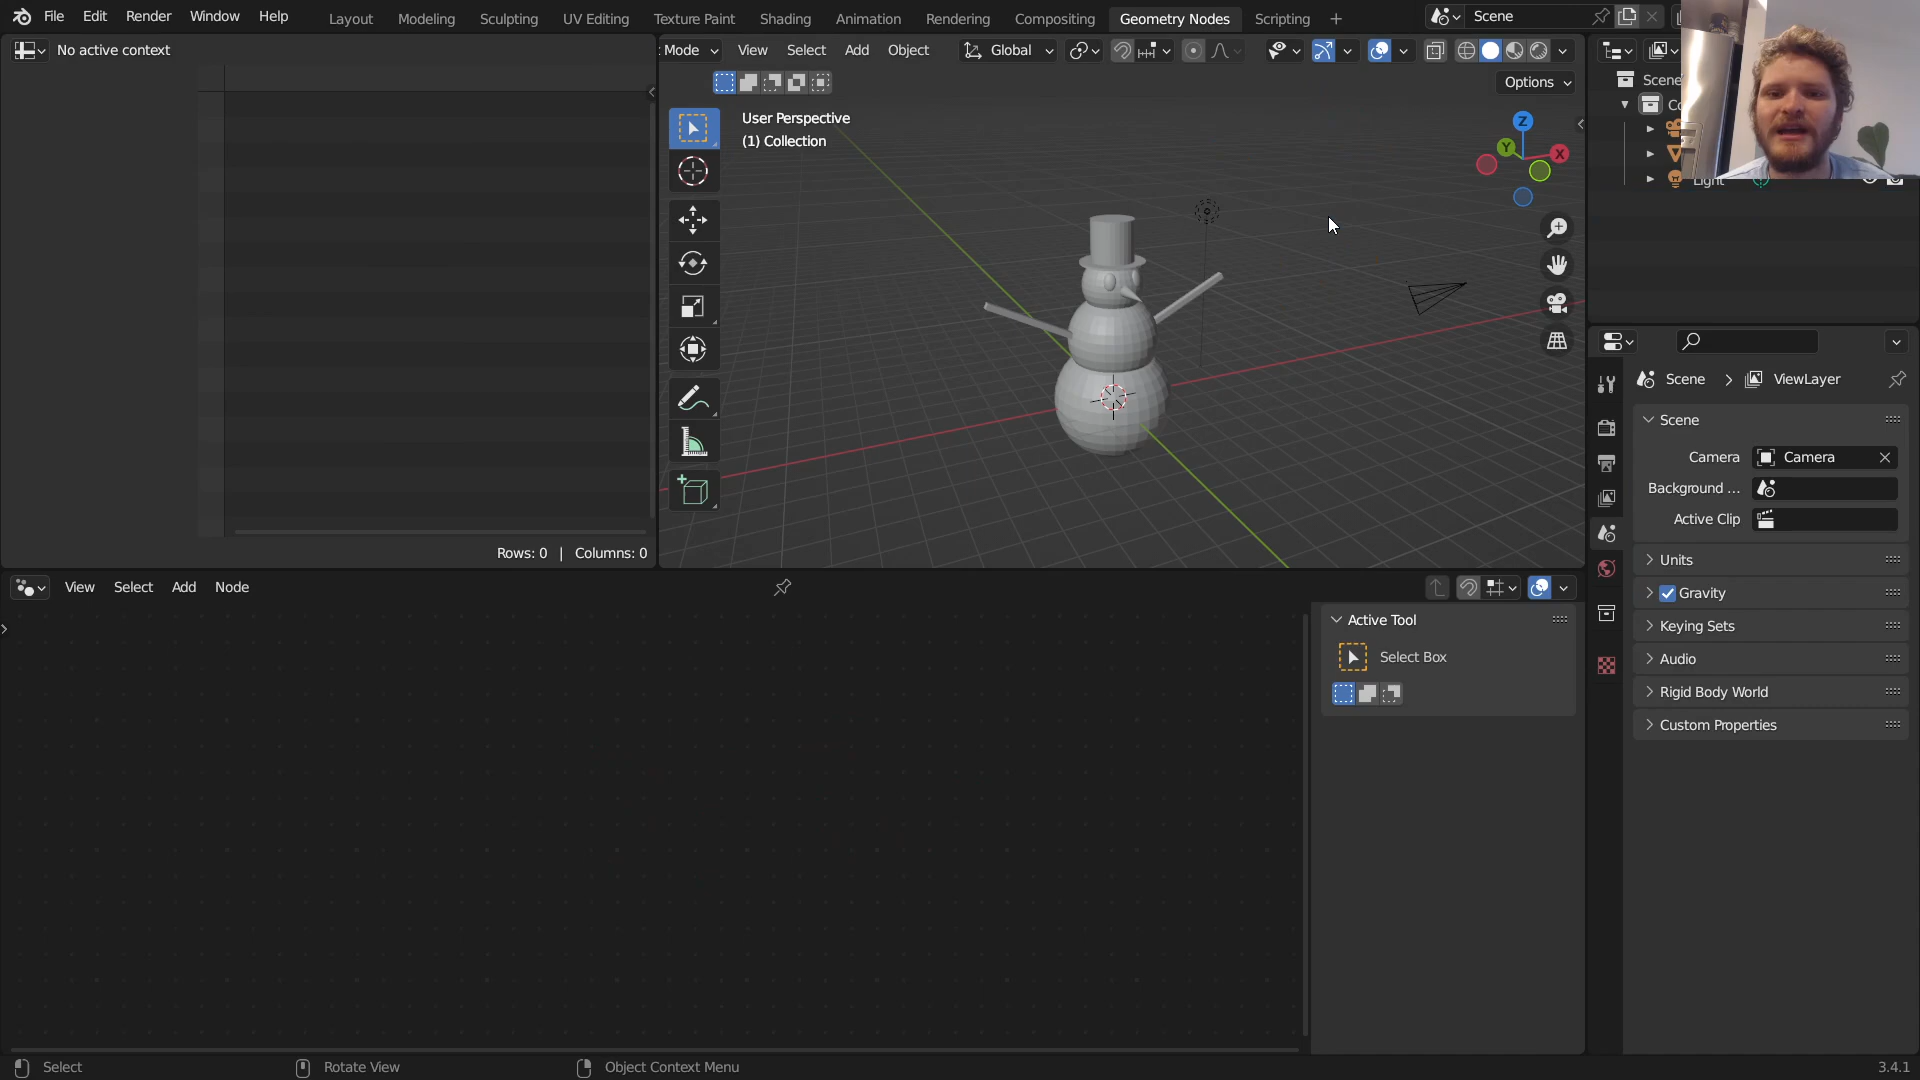 File Edit Render Window Help Layout Modeling Sculpting UV Editing Texture Paint Shading Animation Rendering Compositing Geometry Nodes Scripting Scene
No active context
Mode View Select Add Object Global
Options
User Perspective
(1) Collection
Z
Y
X
Scene
Light
Rows: 0 | Columns: 0
View Select Add Node
Active Tool
Select Box
Scene > ViewLayer
Scene
Camera Camera
Background ...
Active Clip
Units
Gravity
Keying Sets
Audio
Rigid Body World
Custom Properties
Select Rotate View Object Context Menu 3.4.1